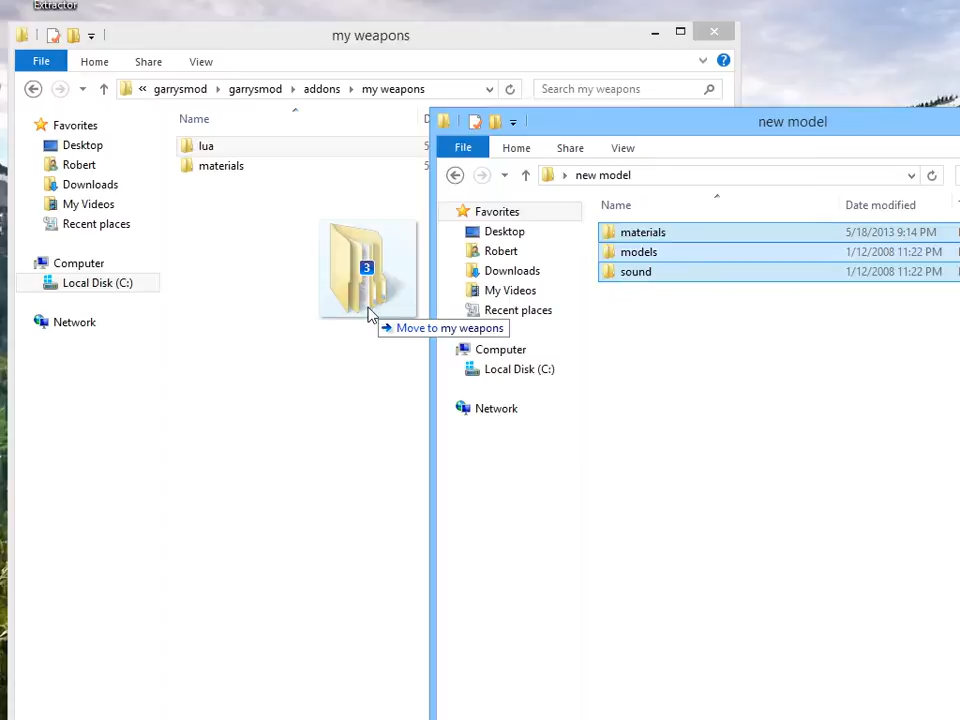 Extractor
my weapons
File Home Share View
« garrysmod garrysmod addons my weapons
Search my weapons
Name
lua
materials
Favorites
Desktop
Robert
Downloads
My Videos
Recent places
Computer
Local Disk (C:)
Network
3
Move to my weapons
new model
File Home Share View
new model
Name Date modified
materials 5/18/2013 9:14 PM
models 1/12/2008 11:22 PM
sound 1/12/2008 11:22 PM
Favorites
Desktop
Robert
Downloads
My Videos
Recent places
Computer
Local Disk (C:)
Network